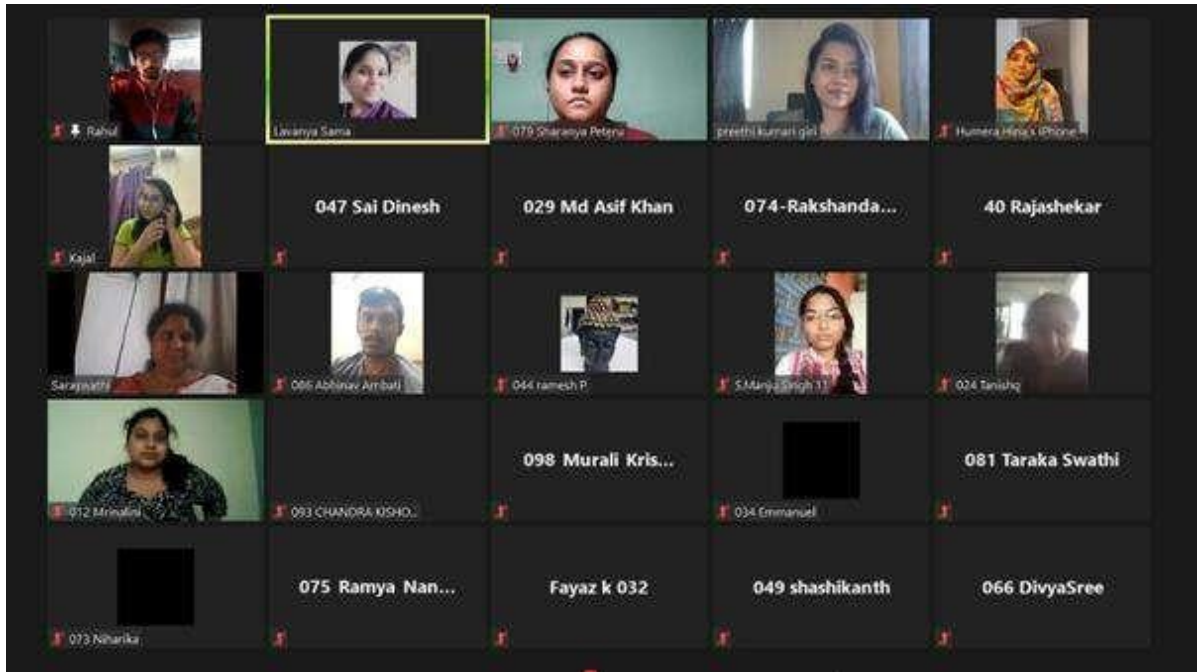 Rahul
Lavanya Sama
079 Sharanya Peteru
preethi kumari giri
Humera Hina's iPhone
Kajal
047 Sai Dinesh
029 Md Asif Khan
074-Rakshanda...
40 Rajashekar
Saraswathi
086 Abhinav Ambati
044 ramesh P
S.Manju Singh 11
024 Tanishq
012 Mrinalini
093 CHANDRA KISHO...
098 Murali Kris...
034 Emmanuel
081 Taraka Swathi
073 Niharika
075 Ramya Nan...
Fayaz k 032
049 shashikanth
066 DivyaSree